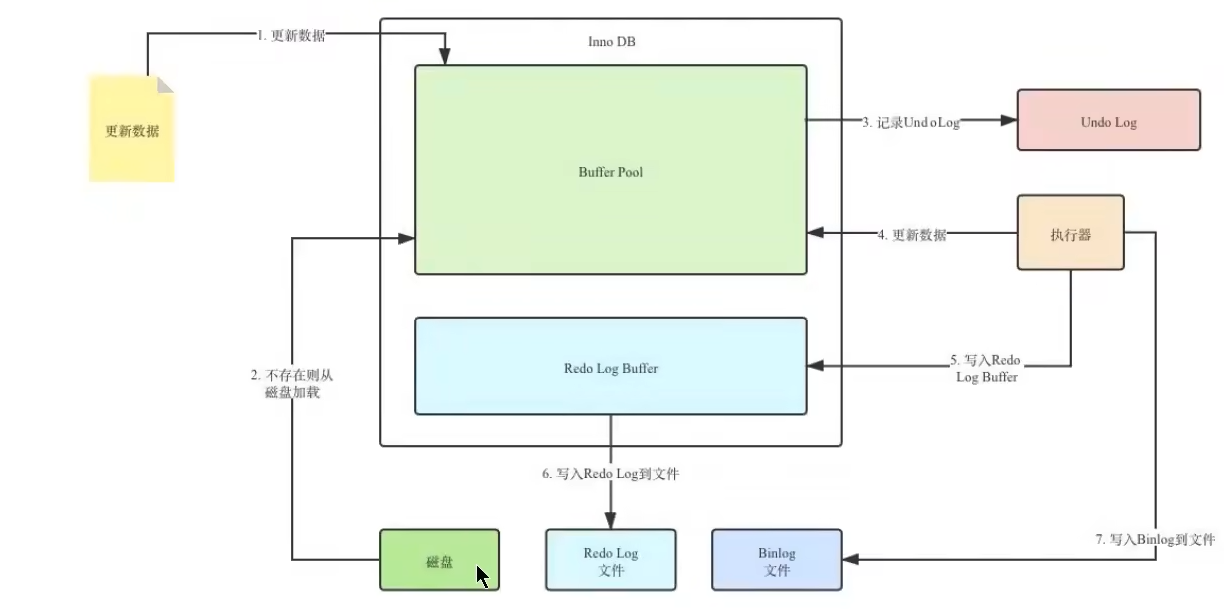 1. 更新数据
Inno DB
更新数据
Buffer Pool
3. 记录UndoLog
Undo Log
4. 更新数据
执行器
2. 不存在则从
磁盘加载
Redo Log Buffer
5. 写入Redo
Log Buffer
6. 写入Redo Log到文件
7. 写入Binlog到文件
磁盘
Redo Log
文件
Binlog
文件